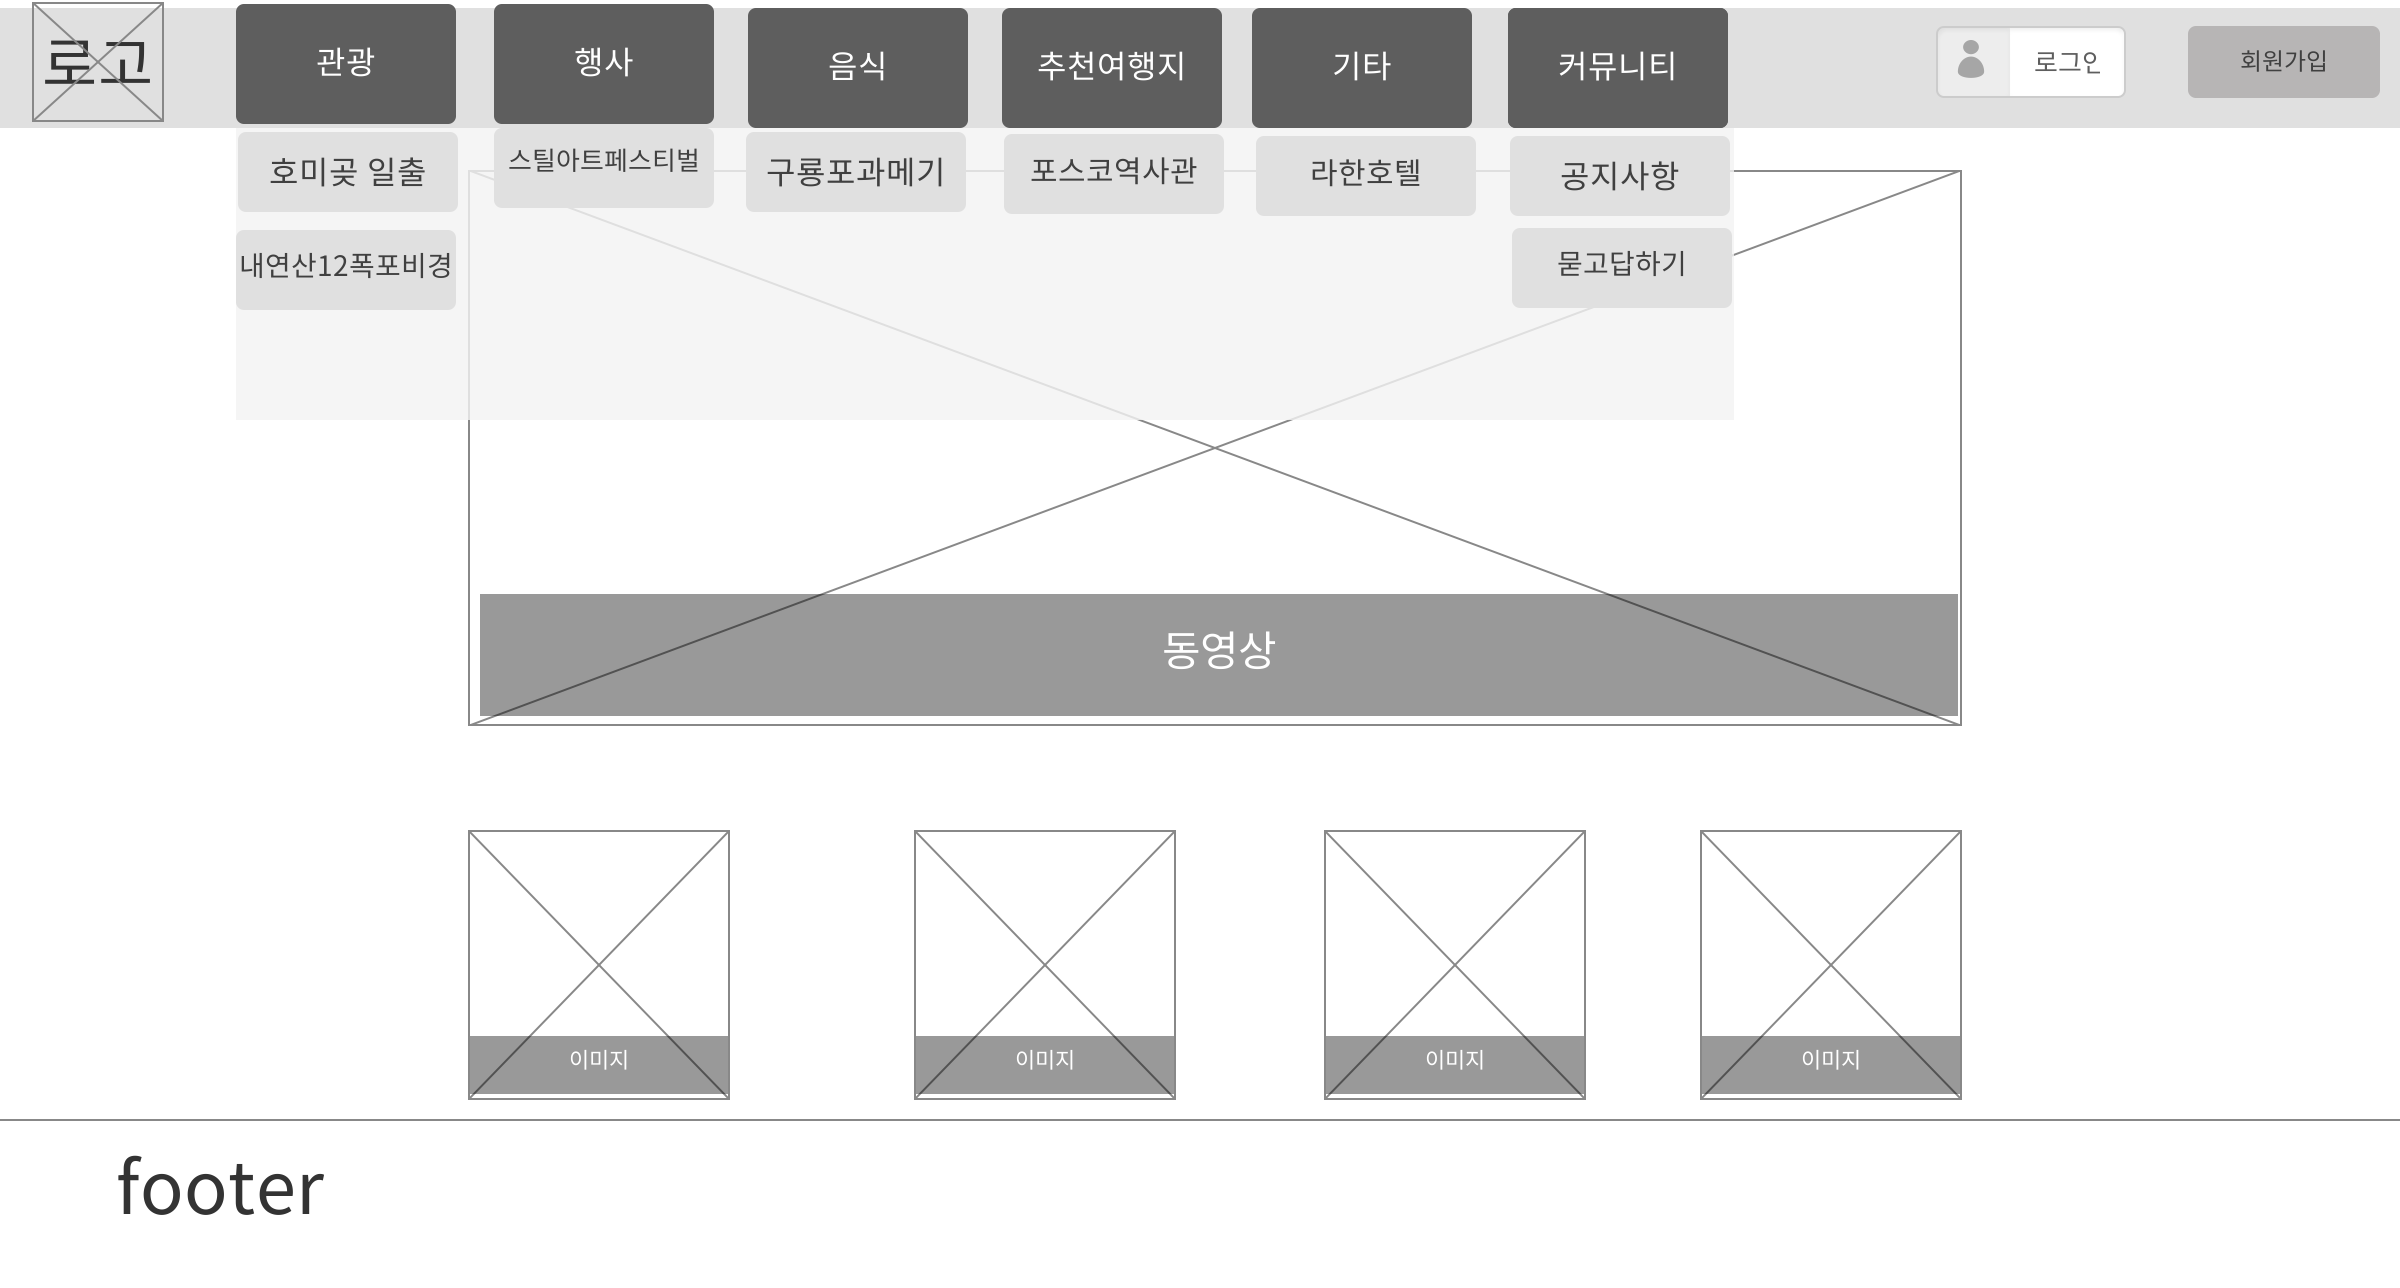 로고
관광
행사
음식
추천여행지
기타
커뮤니티
로그인
회원가입
호미곶 일출
스틸아트페스티벌
구룡포과메기
포스코역사관
라한호텔
공지사항
내연산12폭포비경
묻고답하기
동영상
이미지
이미지
이미지
이미지
footer